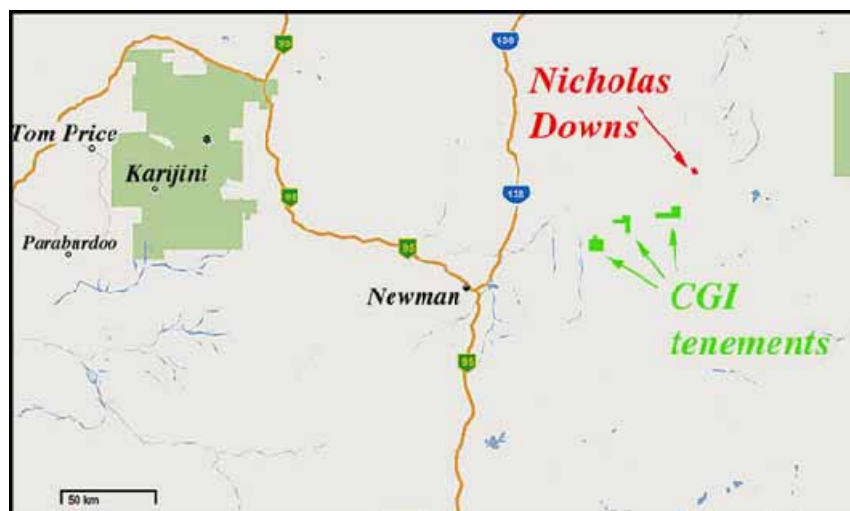 95
138
Nicholas
Downs
Tom Price
Karijini
95
138
Paraburdoo
95
Newman
CGI
tenements
95
50 km